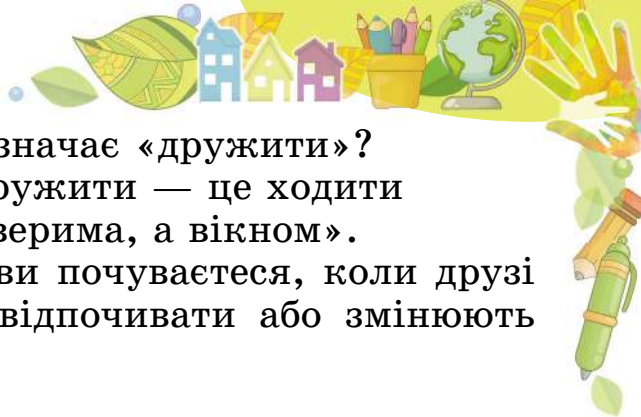 значає «дружити»?
ружити — це ходити
верима, а вікном».
ви почуваєтеся, коли друзі
відпочивати або змінюють